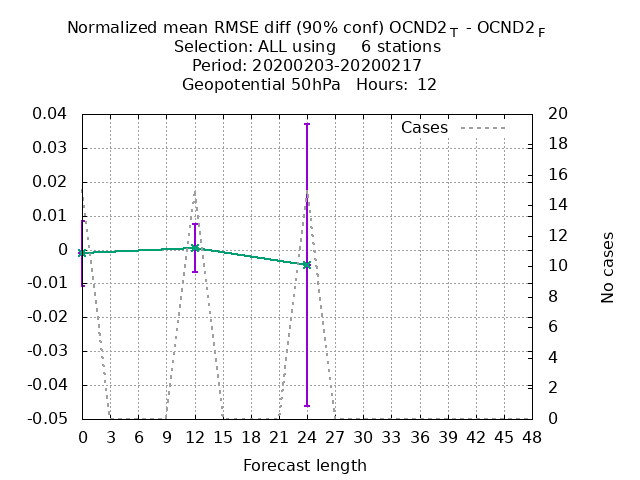 Normalized mean RMSE diff (90% conf) OCND2 T - OCND2 F
Selection: ALL using 6 stations
Period: 20200203-20200217
Geopotential 50hPa Hours: 12
Cases
0.04
0.03
0.02
0.01
0
-0.01
-0.02
-0.03
-0.04
-0.05
20
18
16
14
12
10
8
6
4
2
0
No cases
0 3 6 9 12 15 18 21 24 27 30 33 36 39 42 45 48
Forecast length